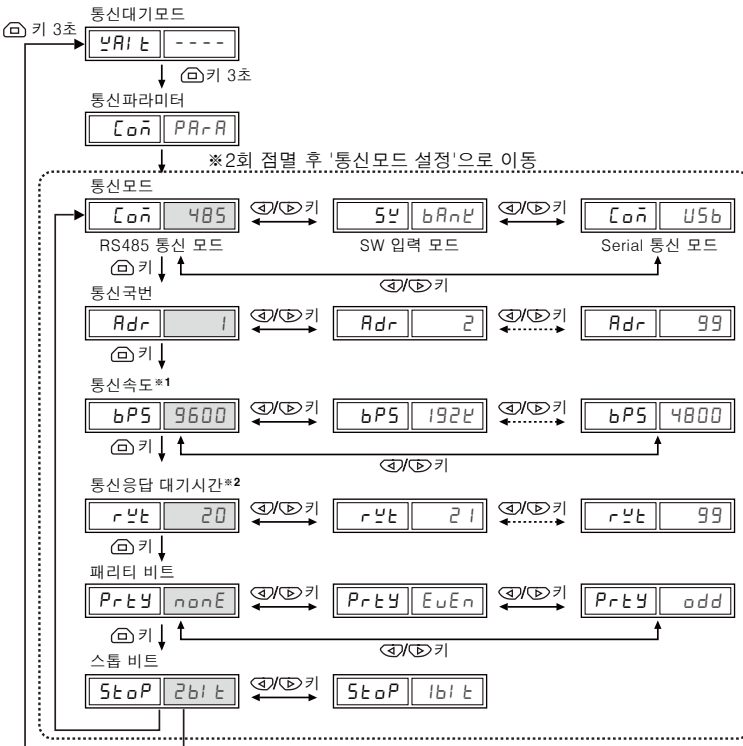 통신대기모드
키 3초
WAIt ----
키 3초
통신파라미터
Com PArA
※2회 점멸 후 '통신모드 설정'으로 이동
통신모드
Com 485 키 SW bAnK 키 Com USb
RS485 통신 모드 SW 입력 모드 Serial 통신 모드
키
키
통신국번
Adr 1 키 Adr 2 키 Adr 99
키
통신속도※1
bPS 9600 키 bPS 192K 키 bPS 4800
키
키
통신응답 대기시간※2
rWt 20 키 rWt 21 키 rWt 99
키
패리티 비트
PrtY nonE 키 PrtY EvEn 키 PrtY odd
키
키
스톱 비트
StoP 2bIt 키 StoP 1bIt